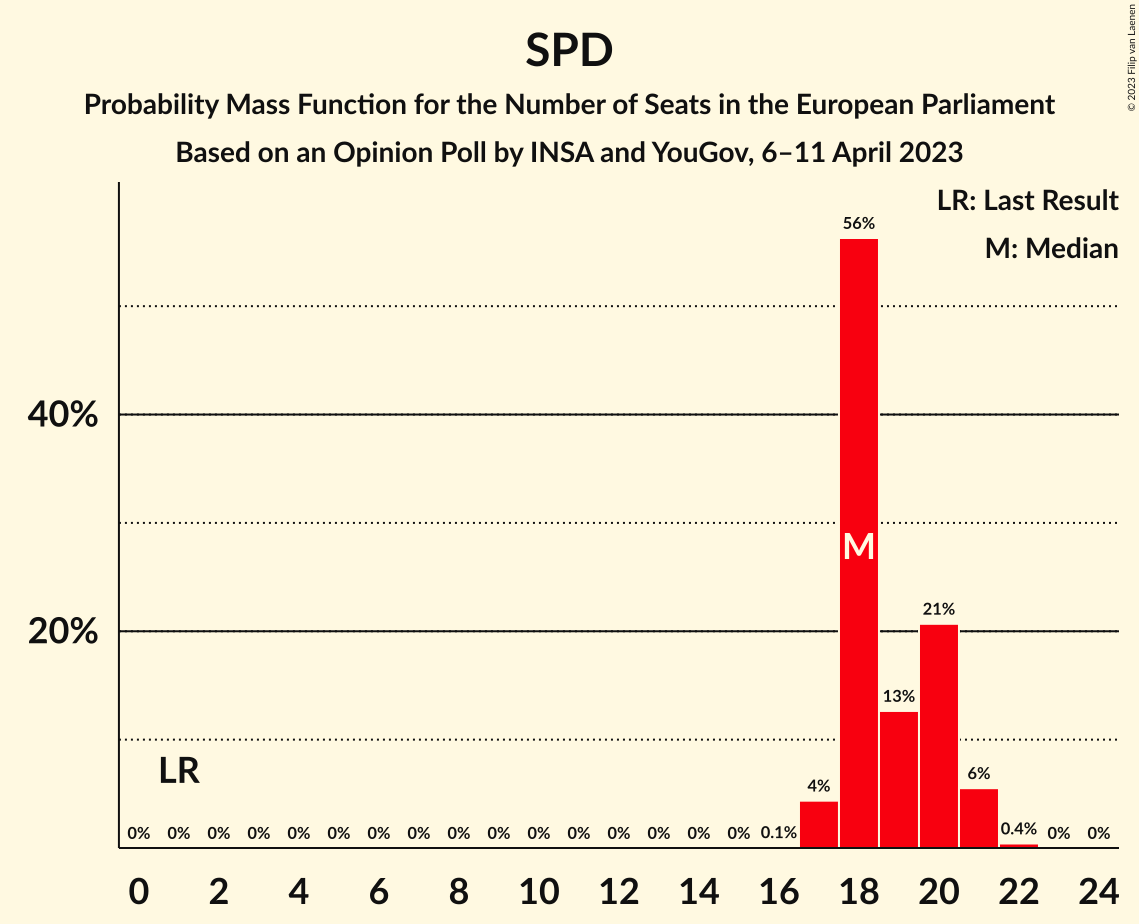 SPD
Probability Mass Function for the Number of Seats in the European Parliament
Based on an Opinion Poll by INSA and YouGov, 6–11 April 2023
© 2023 Filip van Laenen
LR: Last Result
M: Median
56%
40%
M
21%
20%
13%
LR
6%
4%
0% 0% 0% 0% 0% 0% 0% 0% 0% 0% 0% 0% 0% 0% 0% 0% 0.1% 0.4% 0% 0%
0 2 4 6 8 10 12 14 16 18 20 22 24